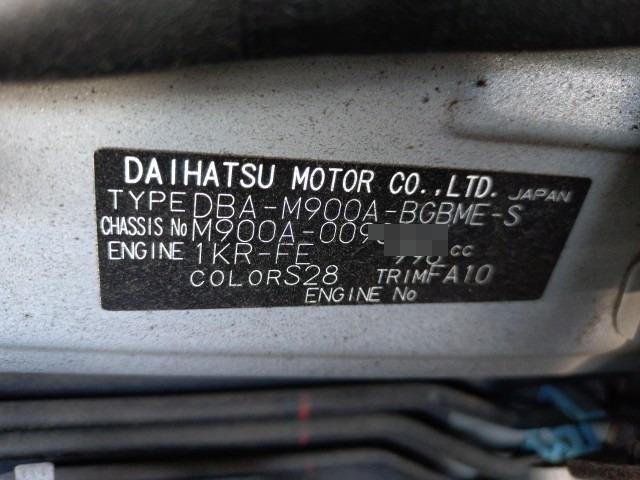 DAIHATSU MOTOR CO.,LTD. JAPAN
TYPE DBA-M900A-BGBME-S
CHASSIS No M900A-009
ENGINE 1KR-FE 996 cc
COLOR S28 TRIM FA10
ENGINE No